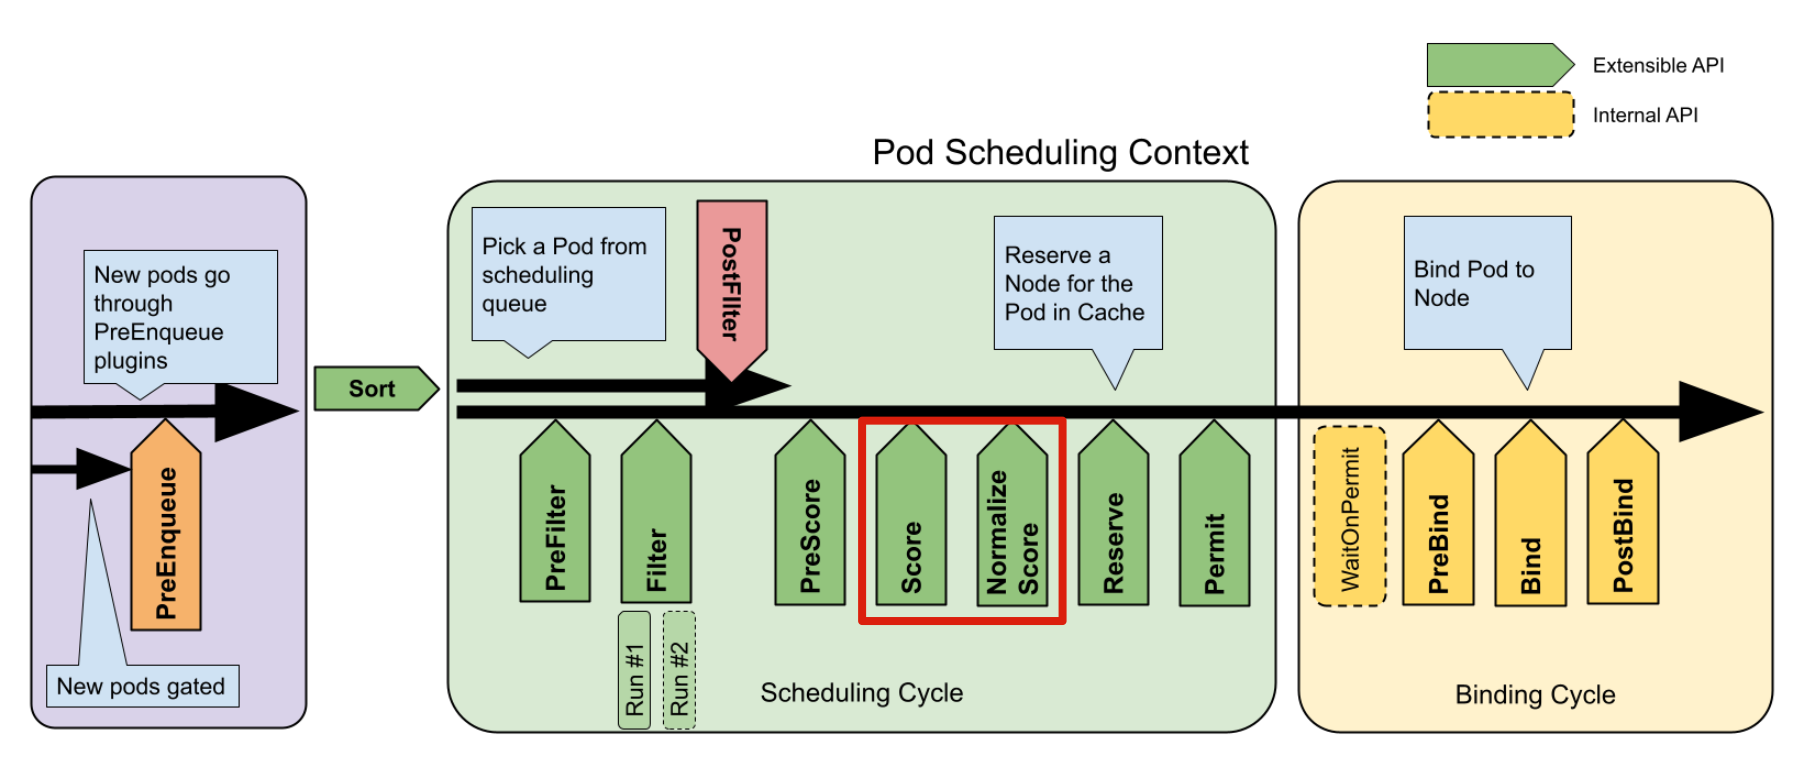 Extensible API
Internal API
Pod Scheduling Context
New pods go
through
PreEnqueue
plugins
PreEnqueue
New pods gated
Sort
Pick a Pod from
scheduling
queue
PostFIlter
Reserve a
Node for the
Pod in Cache
PreFilter
Filter
Run #1
Run #2
PreScore
Score
Normalize
Score
Reserve
Permit
Scheduling Cycle
Bind Pod to
Node
WaitOnPermit
PreBind
Bind
PostBind
Binding Cycle